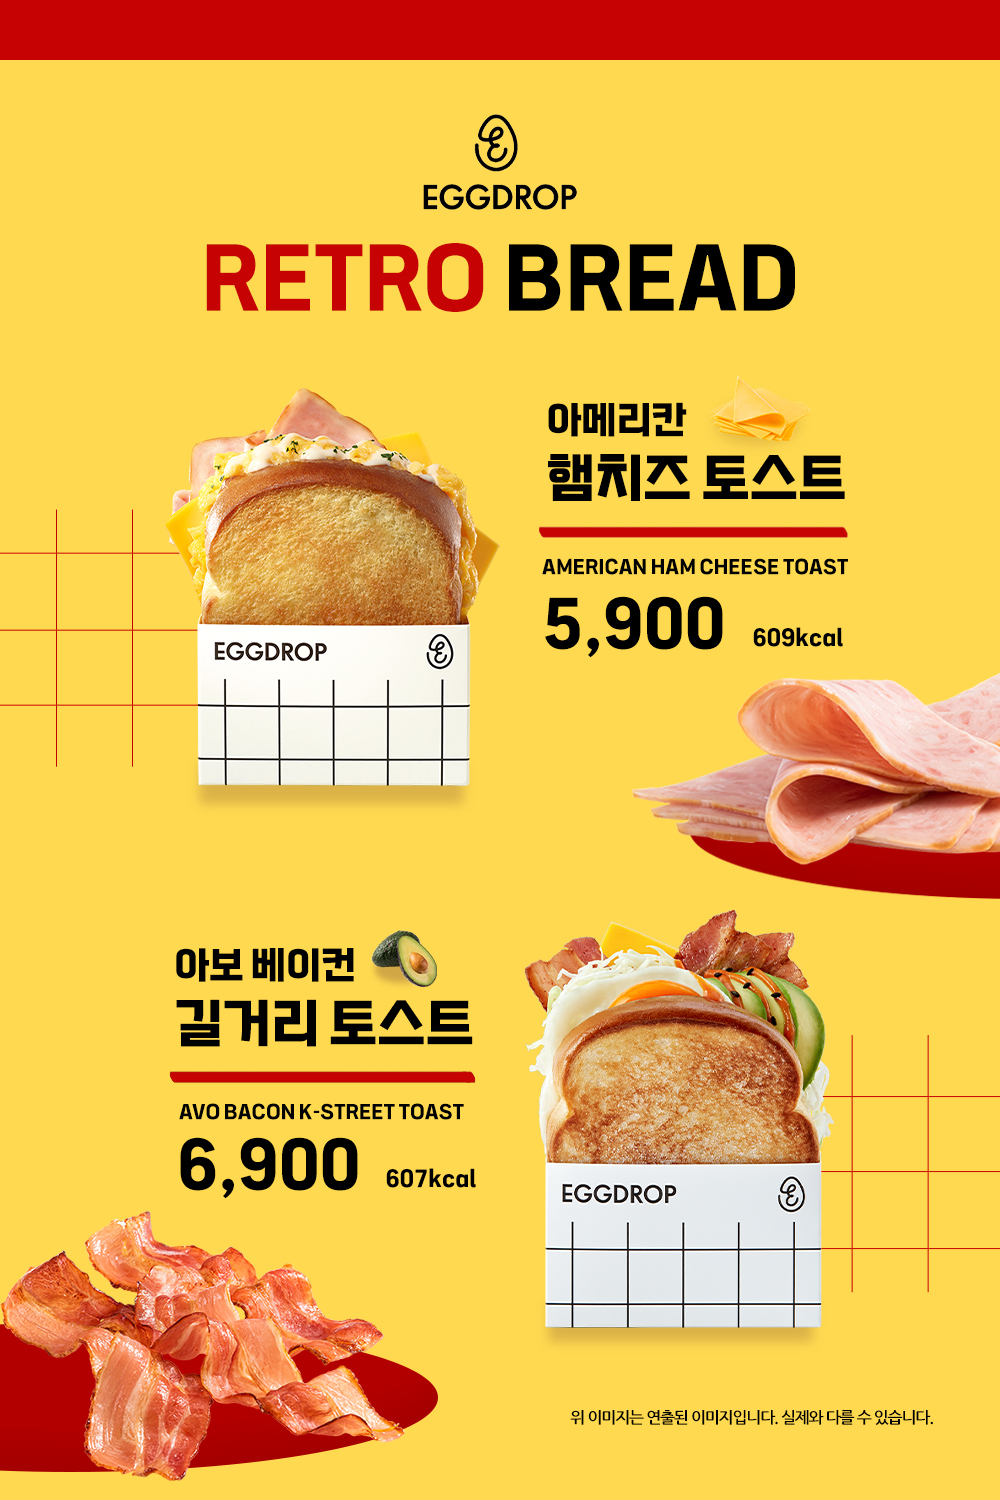 EGGDROP
RETRO BREAD
아메리칸
햄치즈 토스트
AMERICAN HAM CHEESE TOAST
5,900 609kcal
EGGDROP
아보 베이컨
길거리 토스트
AVO BACON K-STREET TOAST
6,900 607kcal
EGGDROP
위 이미지는 연출된 이미지입니다. 실제와 다를 수 있습니다.